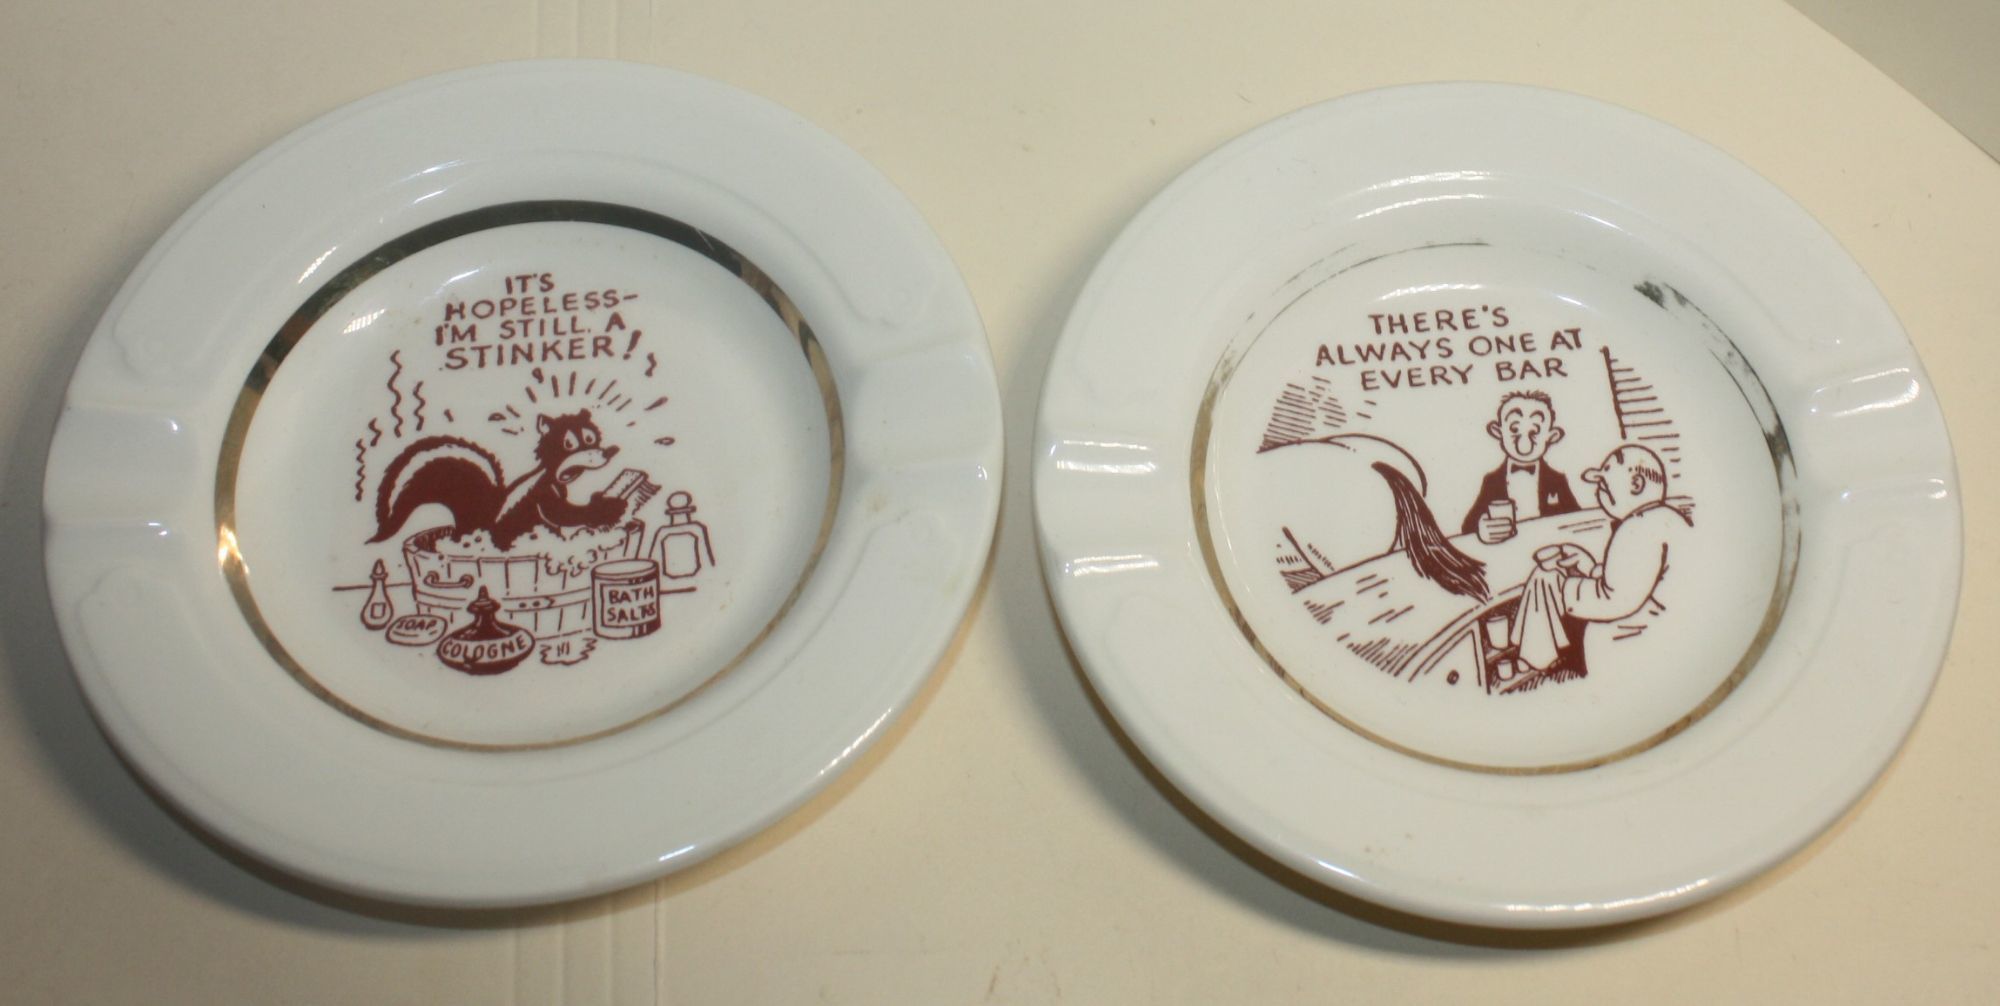 IT'S
HOPELESS-
I'M STILL A
STINKER!
SOAP
COLOGNE
BATH
SALTS
THERE'S
ALWAYS ONE AT
EVERY BAR
M